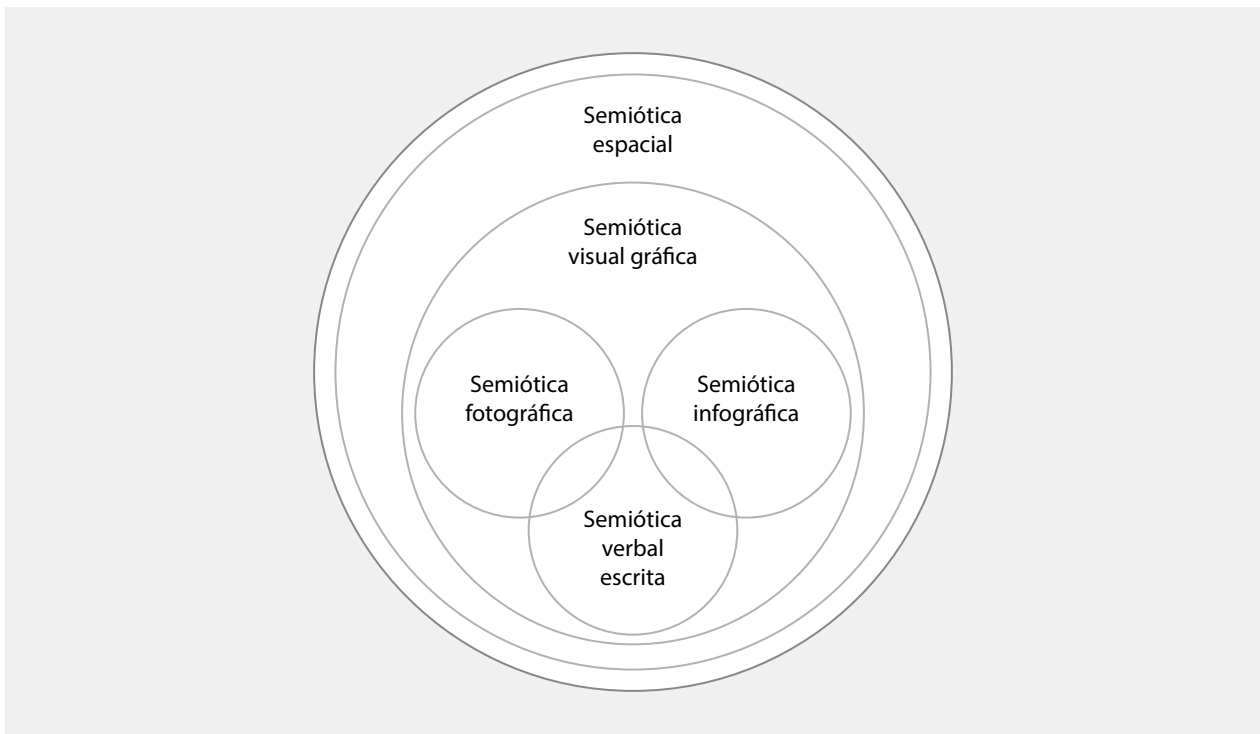 Semiótica
espacial
Semiótica
visual gráfica
Semiótica
fotográfica
Semiótica
infográfica
Semiótica
verbal
escrita